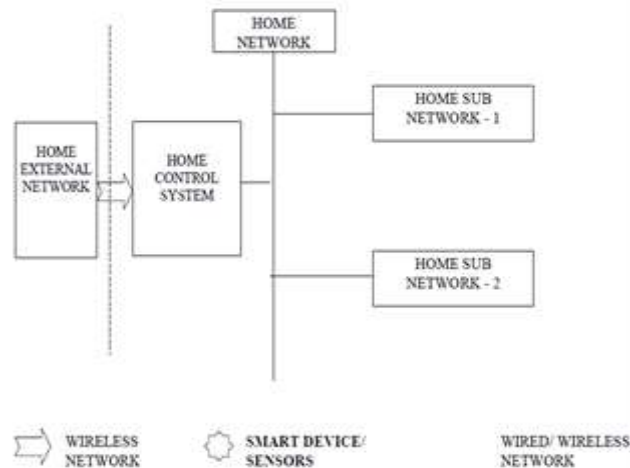 HOME
NETWORK
HOME SUB
NETWORK - 1
HOME
EXTERNAL
NETWORK
HOME
CONTROL
SYSTEM
HOME SUB
NETWORK - 2
WIRELESS
NETWORK
SMART DEVICE/
SENSORS
WIRED/ WIRELESS
NETWORK